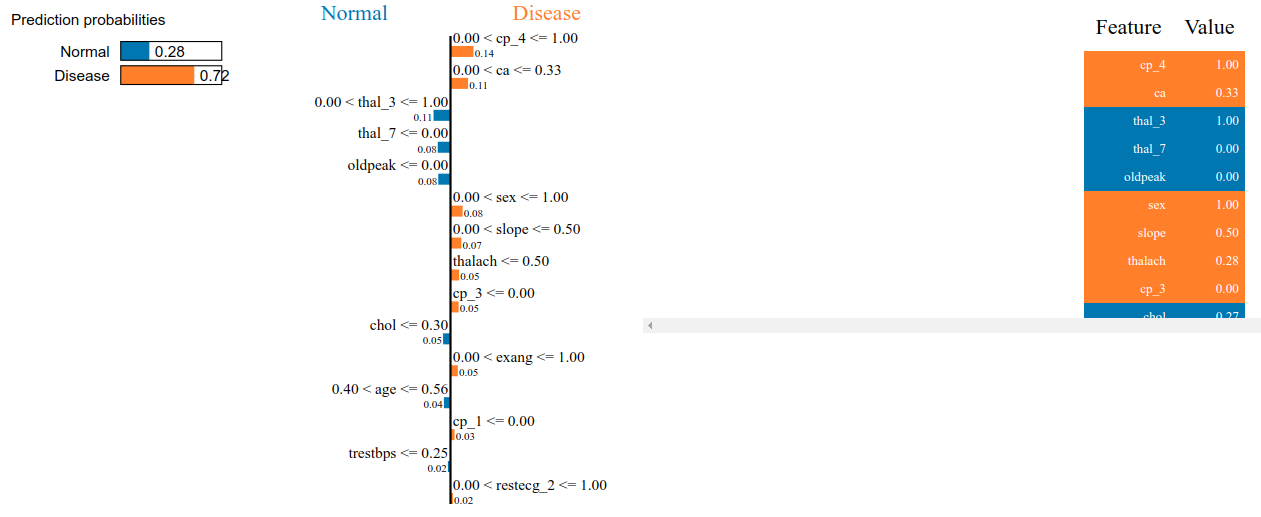 Prediction probabilities
Normal 0.28
Disease 0.72
Normal Disease
0.00 < cp_4 <= 1.00
0.14
0.00 < ca <= 0.33
0.11
0.00 < thal_3 <= 1.00
0.11
thal_7 <= 0.00
0.08
oldpeak <= 0.00
0.08
0.00 < sex <= 1.00
0.08
0.00 < slope <= 0.50
0.07
thalach <= 0.50
0.05
cp_3 <= 0.00
0.05
chol <= 0.30
0.05
0.00 < exang <= 1.00
0.05
0.40 < age <= 0.56
0.04
cp_1 <= 0.00
0.03
trestbps <= 0.25
0.02
0.00 < restecg_2 <= 1.00
0.02
Feature Value
cp_4 1.00
ca 0.33
thal_3 1.00
thal_7 0.00
oldpeak 0.00
sex 1.00
slope 0.50
thalach 0.28
cp_3 0.00
chol 0.27